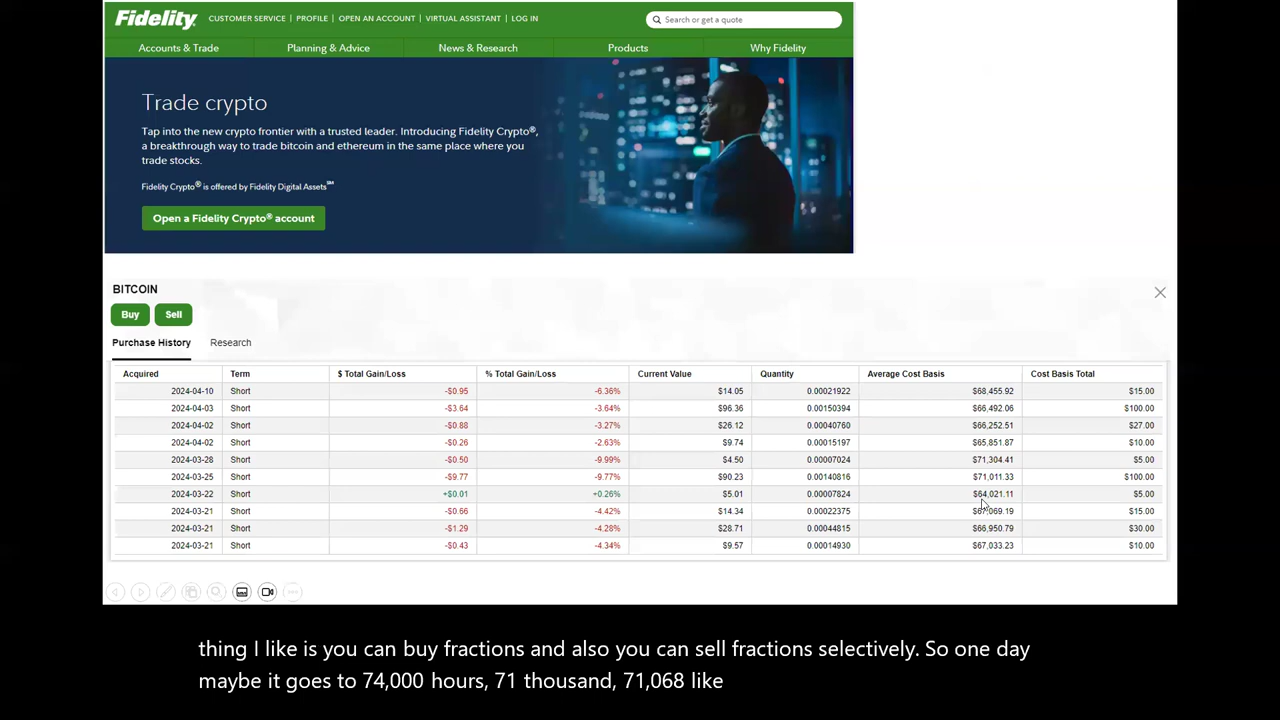 Fidelity
CUSTOMER SERVICE | PROFILE | OPEN AN ACCOUNT | VIRTUAL ASSISTANT | LOG IN
Search or get a quote
Accounts & Trade Planning & Advice News & Research Products Why Fidelity
Trade crypto
Tap into the new crypto frontier with a trusted leader. Introducing Fidelity Crypto®,
a breakthrough way to trade bitcoin and ethereum in the same place where you
trade stocks.
Fidelity Crypto® is offered by Fidelity Digital Assets℠
Open a Fidelity Crypto® account
BITCOIN
Buy Sell
Purchase History Research
Acquired Term $ Total Gain/Loss % Total Gain/Loss Current Value Quantity Average Cost Basis Cost Basis Total
2024-04-10 Short -$0.95 -6.36% $14.05 0.00021922 $68,455.92 $15.00
2024-04-03 Short -$3.64 -3.64% $96.36 0.00150394 $66,492.06 $100.00
2024-04-02 Short -$0.88 -3.27% $26.12 0.00040760 $66,252.51 $27.00
2024-04-02 Short -$0.26 -2.63% $9.74 0.00015197 $65,851.87 $10.00
2024-03-28 Short -$0.50 -9.99% $4.50 0.00007024 $71,304.41 $5.00
2024-03-25 Short -$9.77 -9.77% $90.23 0.00140816 $71,011.33 $100.00
2024-03-22 Short +$0.01 +0.26% $5.01 0.00007824 $64,021.11 $5.00
2024-03-21 Short -$0.66 -4.42% $14.34 0.00022375 $67,069.19 $15.00
2024-03-21 Short -$1.29 -4.28% $28.71 0.00044815 $66,950.79 $30.00
2024-03-21 Short -$0.43 -4.34% $9.57 0.00014930 $67,033.23 $10.00
thing I like is you can buy fractions and also you can sell fractions selectively. So one day
maybe it goes to 74,000 hours, 71 thousand, 71,068 like